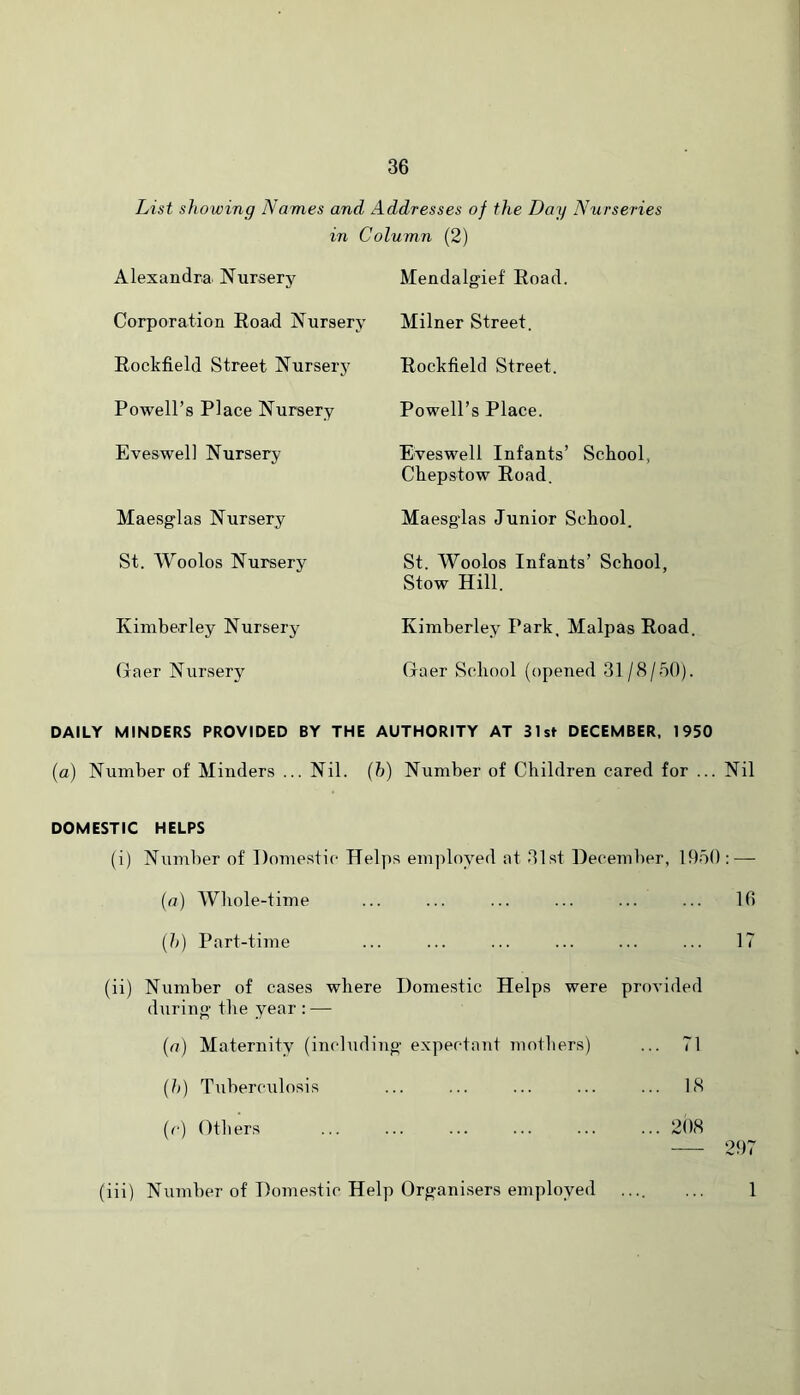 36
List showing Names and Addresses of the Day Nurseries
in Column (2)
Alexandra Nursery Mendalgief Road.
Corporation Road Nursery Milner Street.
Rockfield Street Nursery Rockfield Street.
Powell's Place Nursery Powell's Place.
Eveswell Nursery Eveswell Infants' School,
Chepstow Road.
Maesglas Nursery Maesglas Junior School.
St. Woolos Nursery St. Woolos Infants' School,
Stow Hill.
Kimberley Nursery Kimberley Park, Malpas Road.
Gaer Nursery Gaer School (opened 31/8/50).
DAILY MINDERS PROVIDED BY THE AUTHORITY AT 31st DECEMBER, 1950
(a) Number of Minders ... Nil. (b) Number of Children cared for ... Nil
DOMESTIC HELPS
(i) Number of Domestic Helps employed at 31st December, 1950 :—
(a) Whole-time ... ... ... ... ... ... 16
(b) Part-time ... ... ... ... ... ... 17
(ii) Number of cases where Domestic Helps were provided
during the year :—
(a) Maternity (including expectant mothers) ... 71
(b) Tuberculosis ... ... ... ... ... 18
(c) Others ... ... ... ... ... ... 208
— 297
(iii) Number of Domestic Help Organisers employed .... ... 1